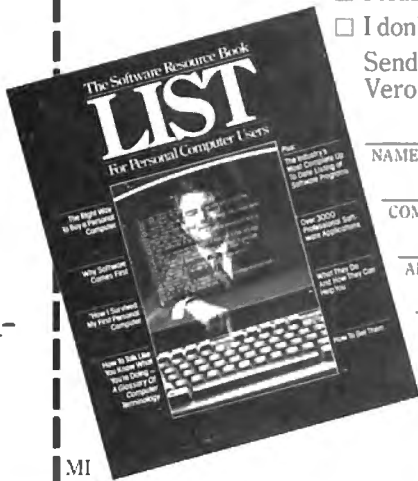 ☐ I don
Send
Vero
NAME
COM
The Software Resource Book
LIST
For Personal Computer Users
The Right Way
To Buy a Personal
Computer
Why Software
Comes First
"How I Survived
My First Personal
Computer
How To Talk Like
You Know What
You're Doing —
A Glossary Of
Computer
Terminology
Plus:
The Industry's
Most Complete Up
To Date Listing of
Software Programs
Over 3000
Professional Soft-
ware Applications
What They Do
And How They Can
Help You
How To Get Them
MI